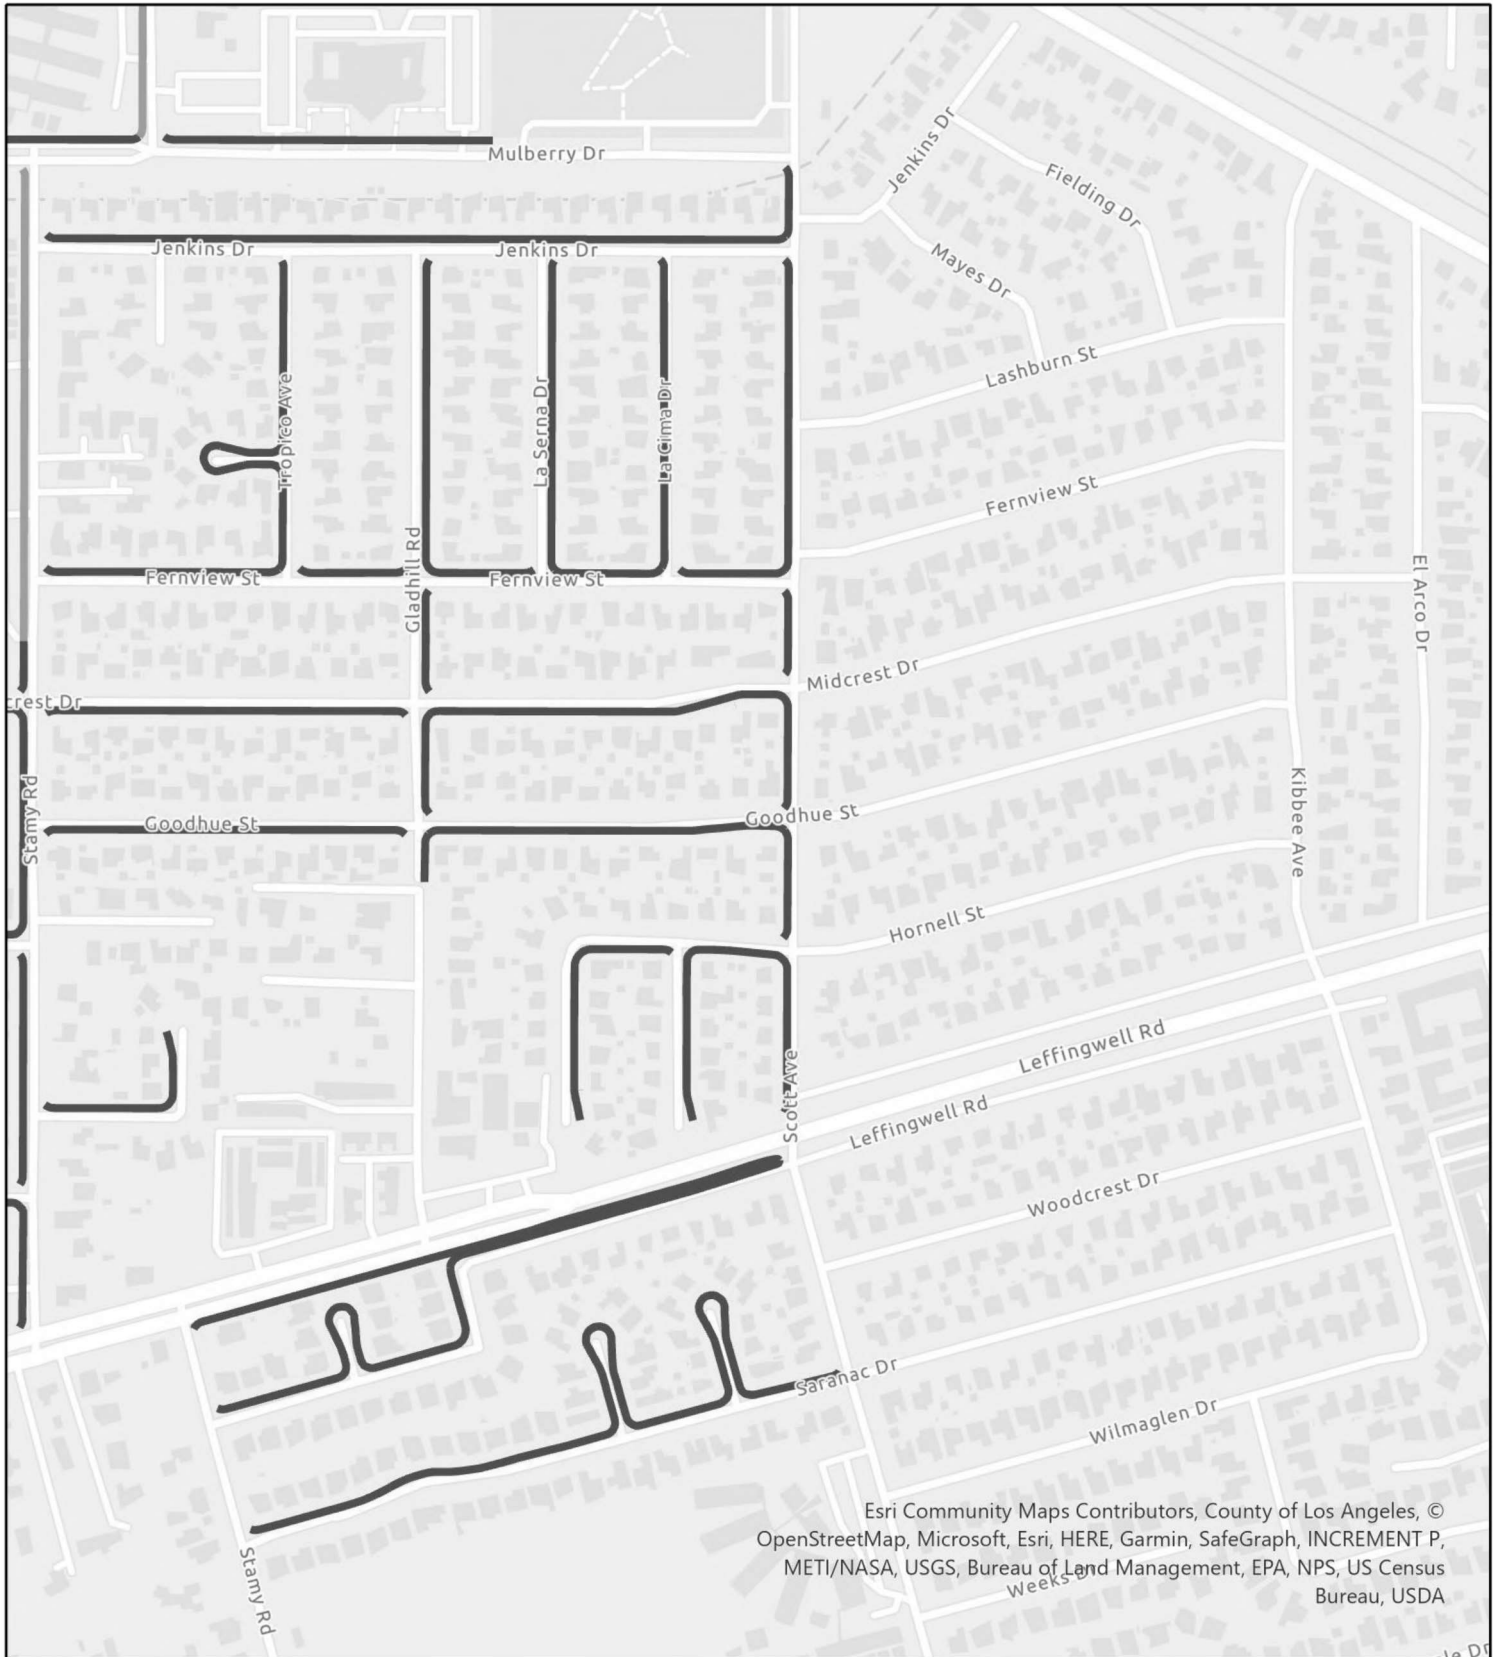 Mulberry Dr
Jenkins Dr
Fielding Dr
Jenkins Dr
Jenkins Dr
Mayes Dr
Lashburn St
Tropico Ave
La Serna Dr
La Cima Dr
Fernview St
Gladhill Rd
Fernview St
Fernview St
El Arco Dr
crest Dr
Midcrest Dr
Stamy Rd
Goodhue St
Goodhue St
Kibbee Ave
Hornell St
Scott Ave
Leffingwell Rd
Leffingwell Rd
Woodcrest Dr
Saranac Dr
Wilmaglen Dr
Stamy Rd
Weeks Dr
Esri Community Maps Contributors, County of Los Angeles, ©
OpenStreetMap, Microsoft, Esri, HERE, Garmin, SafeGraph, INCREMENT P,
METI/NASA, USGS, Bureau of Land Management, EPA, NPS, US Census
Bureau, USDA